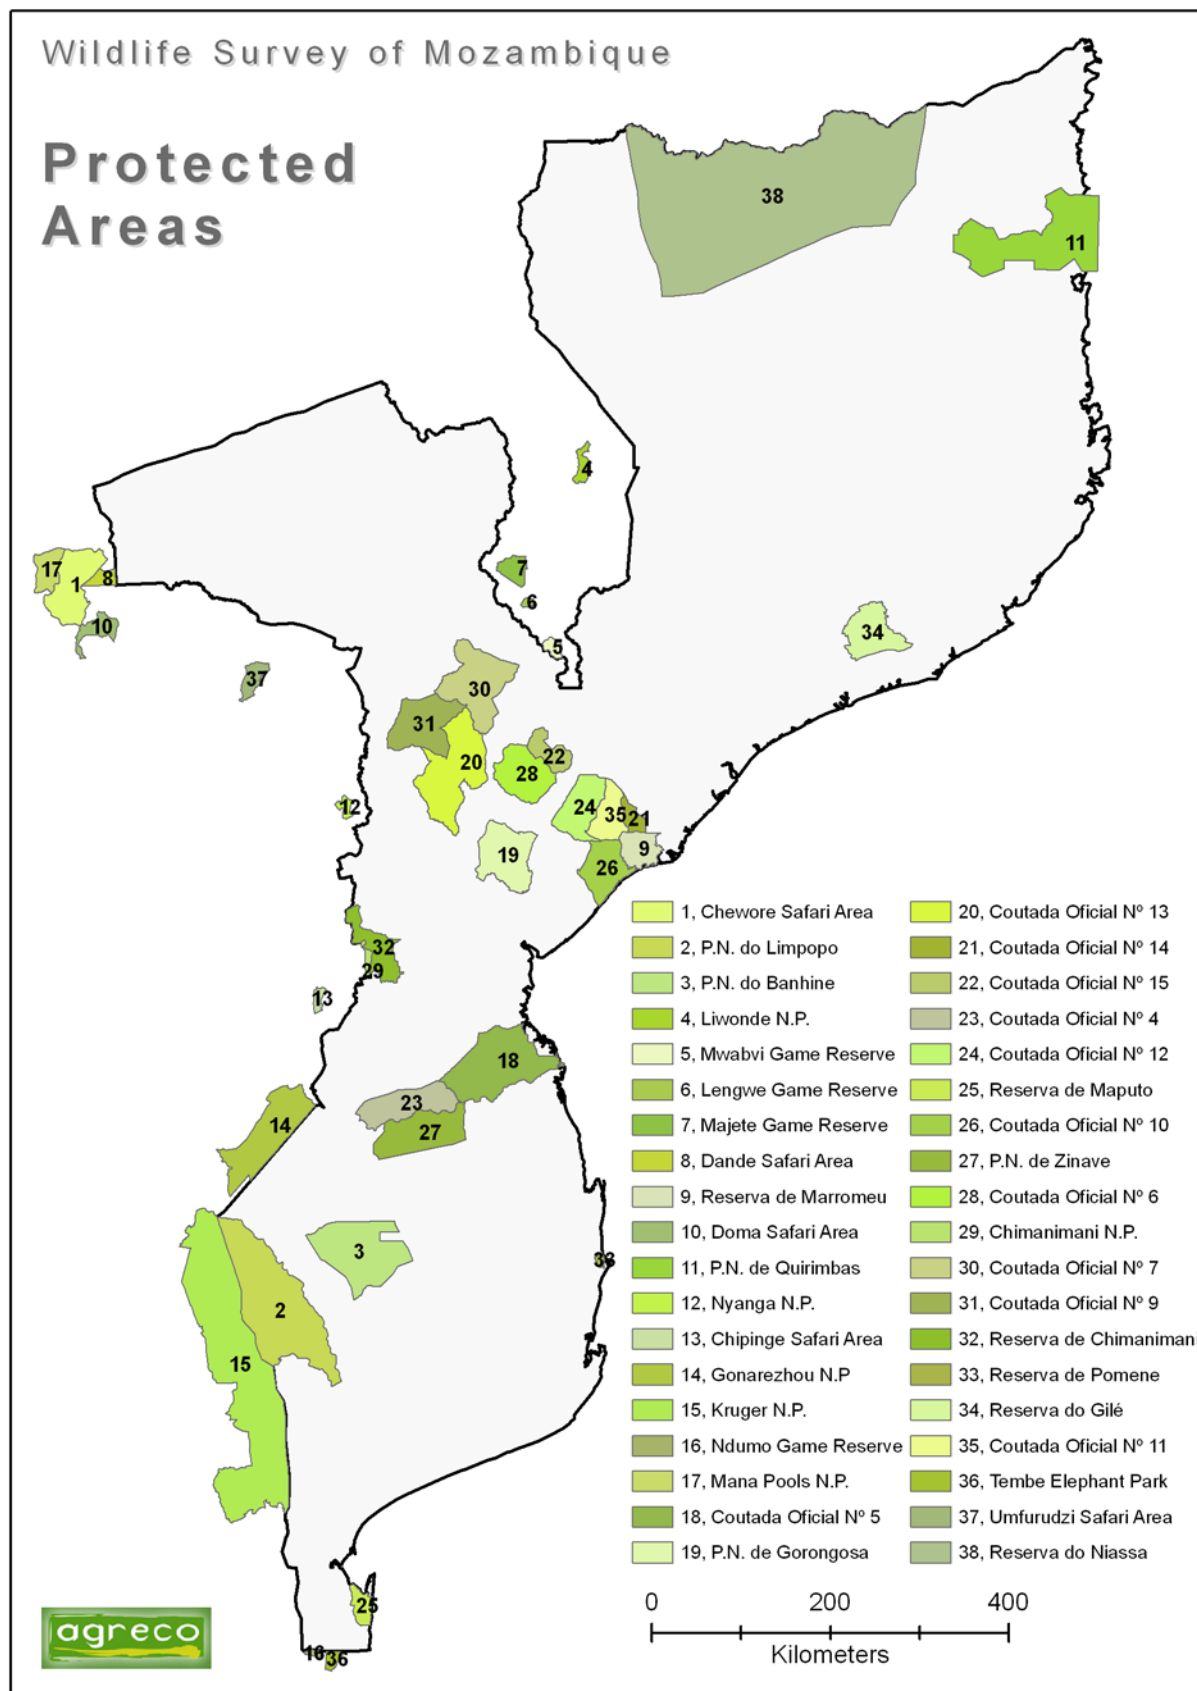 Wildlife Survey of Mozambique
Protected
Areas
38
11
4
17
1
8
7
6
10
5
34
37
30
31
20
22
28
12
24
35
21
9
19
26
32
29
13
18
23
27
14
3
33
2
15
25
16
36
1, Chewore Safari Area
2, P.N. do Limpopo
3, P.N. do Banhine
4, Liwonde N.P.
5, Mwabvi Game Reserve
6, Lengwe Game Reserve
7, Majete Game Reserve
8, Dande Safari Area
9, Reserva de Marromeu
10, Doma Safari Area
11, P.N. de Quirimbas
12, Nyanga N.P.
13, Chipinge Safari Area
14, Gonarezhou N.P
15, Kruger N.P.
16, Ndumo Game Reserve
17, Mana Pools N.P.
18, Coutada Oficial Nº 5
19, P.N. de Gorongosa
20, Coutada Oficial Nº 13
21, Coutada Oficial Nº 14
22, Coutada Oficial Nº 15
23, Coutada Oficial Nº 4
24, Coutada Oficial Nº 12
25, Reserva de Maputo
26, Coutada Oficial Nº 10
27, P.N. de Zinave
28, Coutada Oficial Nº 6
29, Chimanimani N.P.
30, Coutada Oficial Nº 7
31, Coutada Oficial Nº 9
32, Reserva de Chimanimani
33, Reserva de Pomene
34, Reserva do Gilé
35, Coutada Oficial Nº 11
36, Tembe Elephant Park
37, Umfurudzi Safari Area
38, Reserva do Niassa
0 200 400
Kilometers
agreco